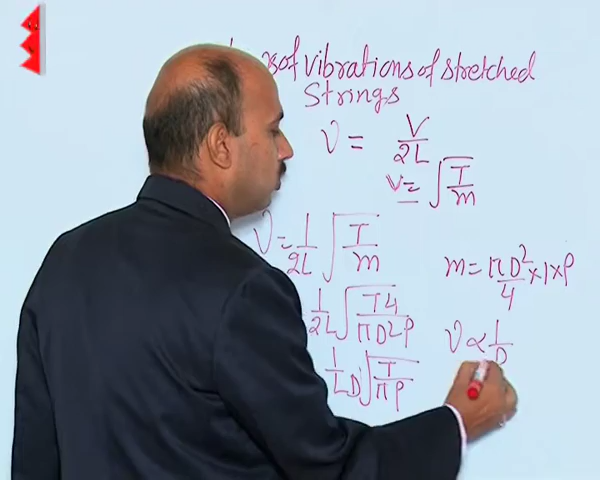 of vibrations of stretched
Strings
ν = V/2L
v = √T/m
ν = 1/2L √T/m
m = πD²/4 × 1 × ρ
1/2L √T4/πD²ρ
ν ∝ 1/D
1/LD √T/πρ